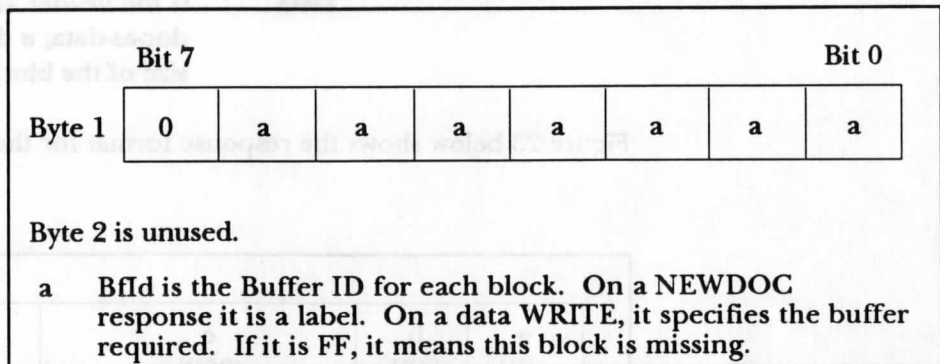 Bit 7 Bit 0
Byte 1 0 a a a a a a a
Byte 2 is unused.
a BfId is the Buffer ID for each block. On a NEWDOC
response it is a label. On a data WRITE, it specifies the buffer
required. If it is FF, it means this block is missing.